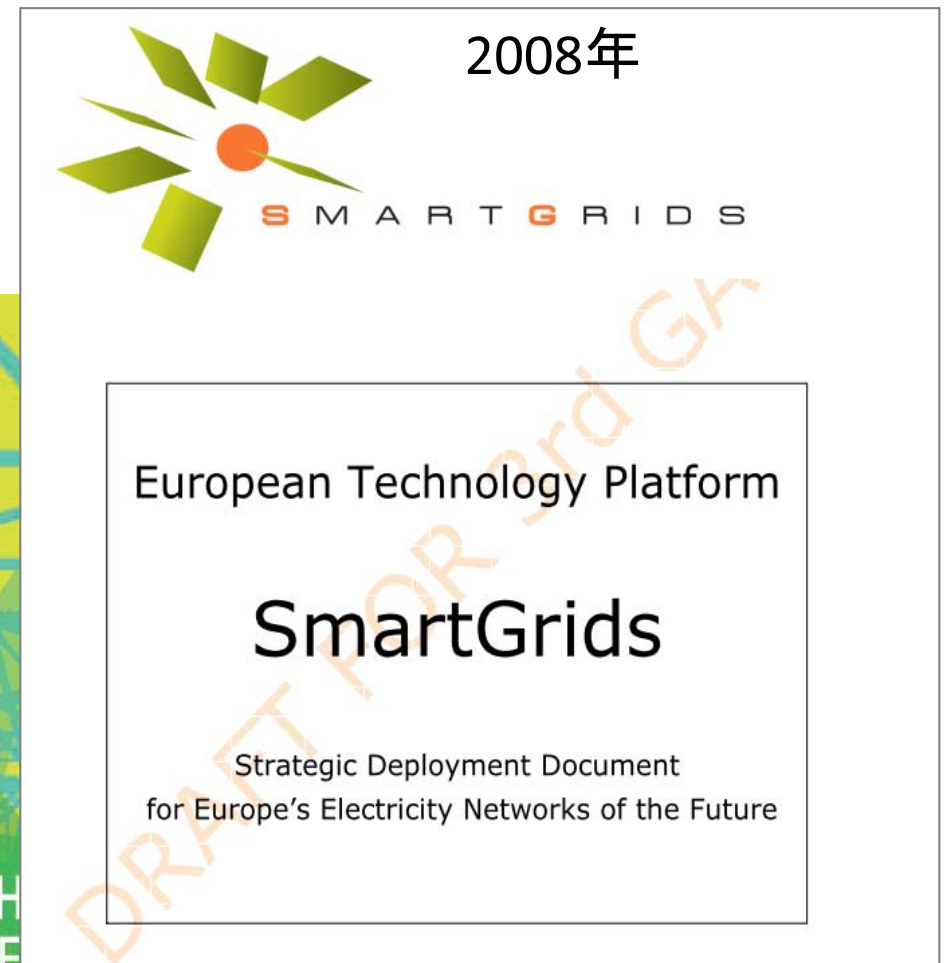 2008年
SMARTGRIDS
European Technology Platform
SmartGrids
Strategic Deployment Document
for Europe's Electricity Networks of the Future
DRAFT FOR 3rd GA
H
E